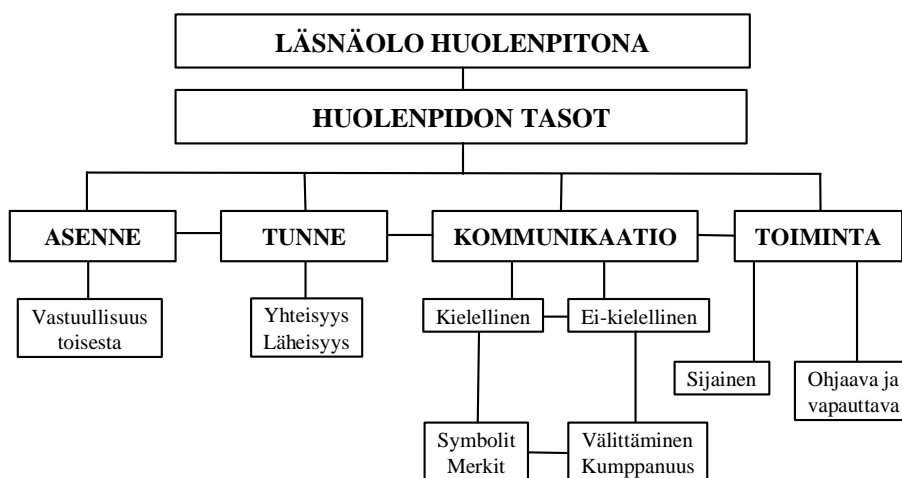 LÄSNÄOLO HUOLENPITONA
HUOLENPIDON TASOT
ASENNE
TUNNE
KOMMUNIKAATIO
TOIMINTA
Vastuullisuus
toisesta
Yhteisyys
Läheisyys
Kielellinen
Ei-kielellinen
Sijainen
Ohjaava ja
vapauttava
Symbolit
Merkit
Välittäminen
Kumppanuus